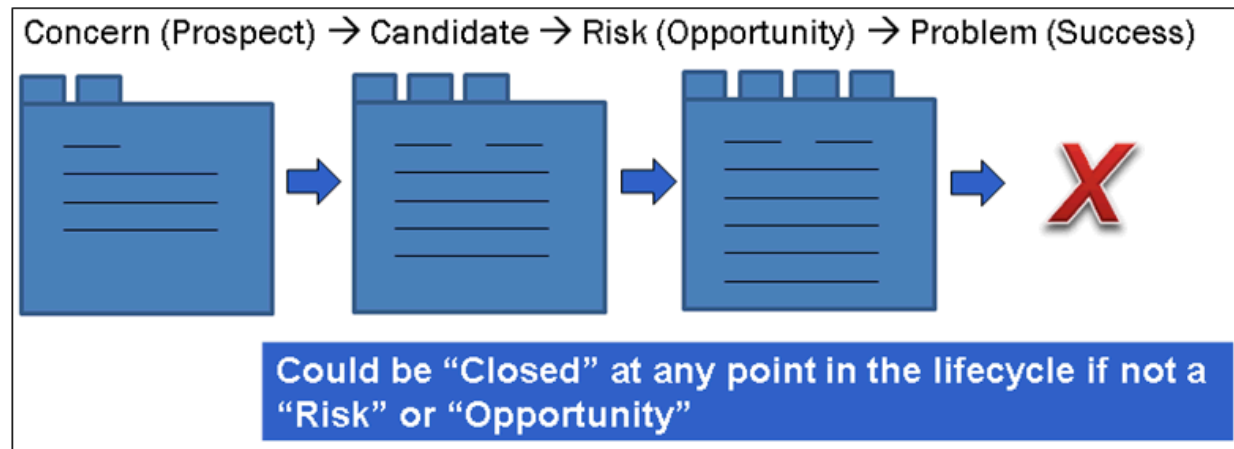 Concern (Prospect) → Candidate → Risk (Opportunity) → Problem (Success)
Could be “Closed” at any point in the lifecycle if not a
“Risk” or “Opportunity”